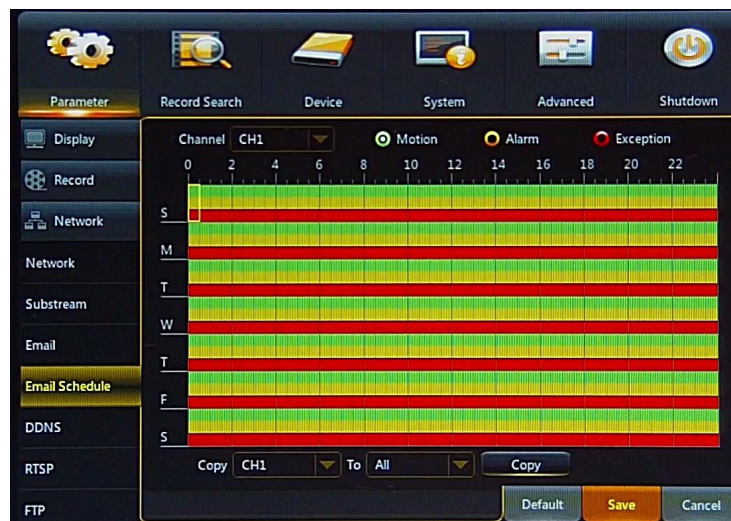 Parameter Record Search Device System Advanced Shutdown
Display
Record
Network
Network
Substream
Email
Email Schedule
DDNS
RTSP
FTP
Channel CH1 Motion Alarm Exception
0 2 4 6 8 10 12 14 16 18 20 22
S
M
T
W
T
F
S
Copy CH1 To All Copy
Default Save Cancel